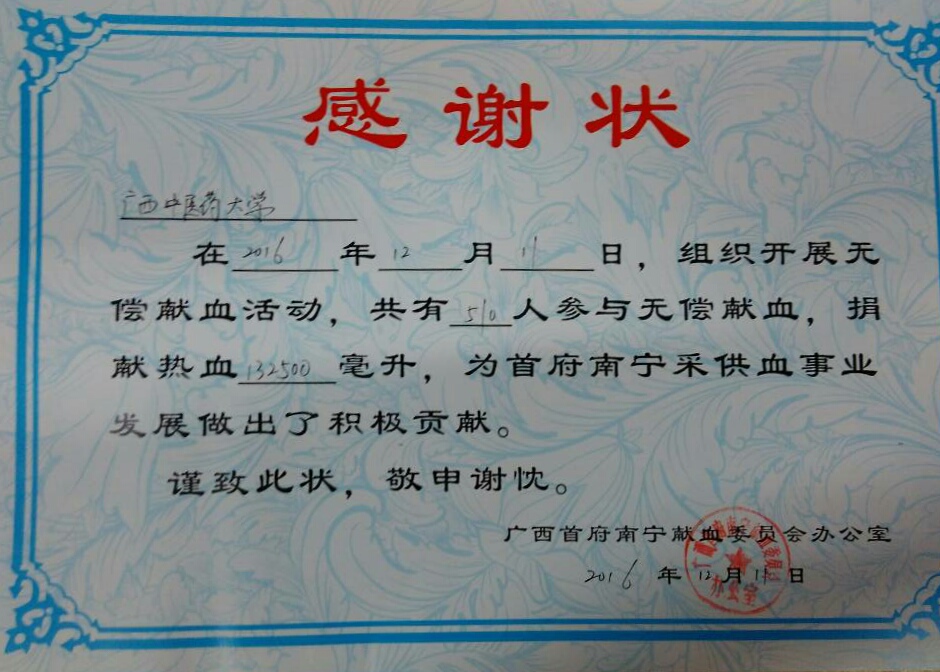 感谢状
广西中医药大学
在2016年12月11日，组织开展无
偿献血活动，共有510人参与无偿献血，捐
献热血132500毫升，为首府南宁采供血事业
发展做出了积极贡献。
谨致此状，敬申谢忱。
广西首府南宁献血委员会办公室
2016年12月11日
办公室